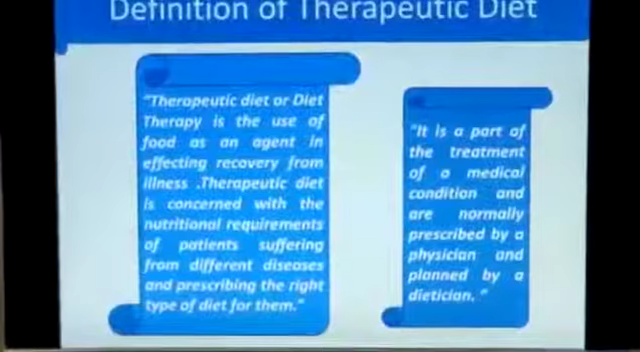 Definition of Therapeutic Diet
"Therapeutic diet or Diet
Therapy is the use of
food as an agent in
effecting recovery from
illness .Therapeutic diet
is concerned with the
nutritional requirements
of patients suffering
from different diseases
and prescribing the right
type of diet for them."
"It is a part of
the treatment
of a medical
condition and
are normally
prescribed by a
physician and
planned by a
dietician. "